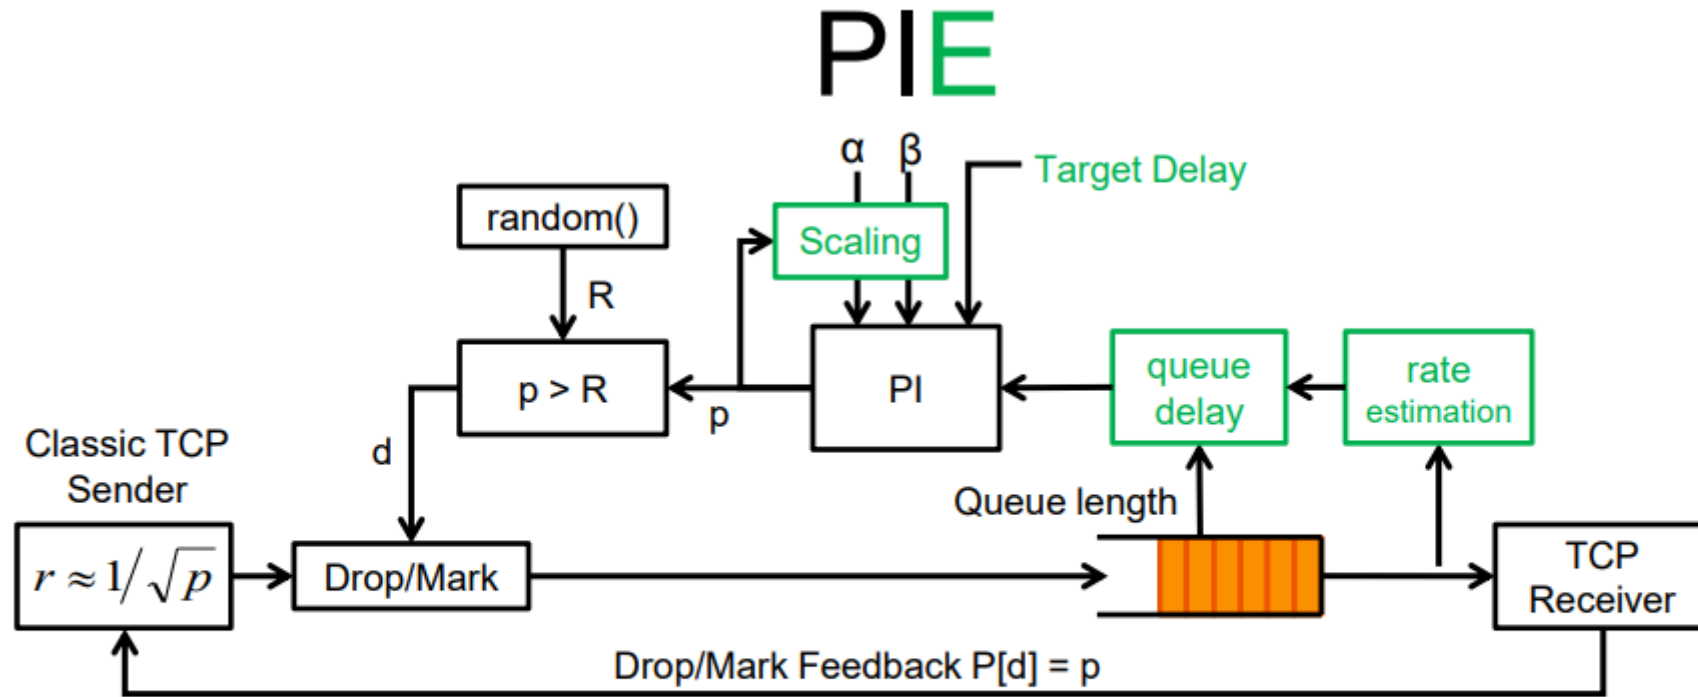 PIE
α β
Target Delay
random()
Scaling
R
p > R
p
PI
queue
delay
rate
estimation
d
Classic TCP
Sender
r ≈ 1/√p
Drop/Mark
Queue length
TCP
Receiver
Drop/Mark Feedback P[d] = p